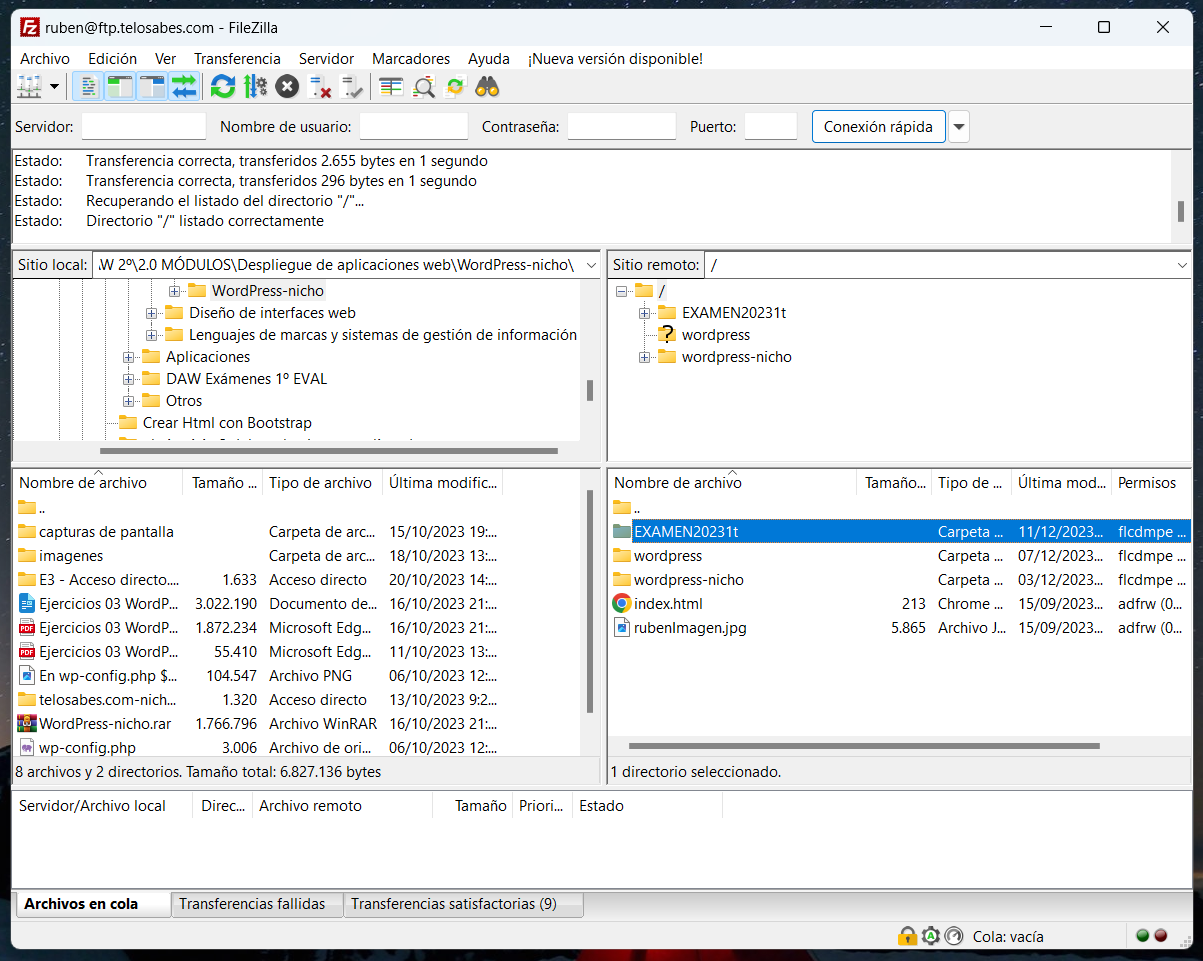 ruben@ftp.telosabes.com - FileZilla
Archivo Edición Ver Transferencia Servidor Marcadores Ayuda ¡Nueva versión disponible!
Servidor: Nombre de usuario: Contraseña: Puerto: Conexión rápida
Estado: Transferencia correcta, transferidos 2.655 bytes en 1 segundo
Estado: Transferencia correcta, transferidos 296 bytes en 1 segundo
Estado: Recuperando el listado del directorio "/"...
Estado: Directorio "/" listado correctamente
Sitio local: .W 2º\2.0 MÓDULOS\Despliegue de aplicaciones web\WordPress-nicho\
WordPress-nicho
Diseño de interfaces web
Lenguajes de marcas y sistemas de gestión de información
Aplicaciones
DAW Exámenes 1º EVAL
Otros
Crear Html con Bootstrap
Sitio remoto: /
/
EXAMEN20231t
wordpress
wordpress-nicho
Nombre de archivo Tamaño ... Tipo de archivo Última modific...
..
capturas de pantalla Carpeta de arc... 15/10/2023 19:...
imagenes Carpeta de arc... 18/10/2023 13:...
E3 - Acceso directo.... 1.633 Acceso directo 20/10/2023 14:...
Ejercicios 03 WordP... 3.022.190 Documento de... 16/10/2023 21:...
Ejercicios 03 WordP... 1.872.234 Microsoft Edg... 16/10/2023 21:...
Ejercicios 03 WordP... 55.410 Microsoft Edg... 11/10/2023 13:...
En wp-config.php $... 104.547 Archivo PNG 06/10/2023 12:...
telosabes.com-nich... 1.320 Acceso directo 13/10/2023 9:2...
WordPress-nicho.rar 1.766.796 Archivo WinRAR 16/10/2023 21:...
wp-config.php 3.006 Archivo de ori... 06/10/2023 12:...
8 archivos y 2 directorios. Tamaño total: 6.827.136 bytes
Nombre de archivo Tamaño... Tipo de ... Última mod... Permisos
..
EXAMEN20231t Carpeta ... 11/12/2023... flcdmpe ...
wordpress Carpeta ... 07/12/2023... flcdmpe ...
wordpress-nicho Carpeta ... 03/12/2023... flcdmpe ...
index.html 213 Chrome ... 15/09/2023... adfrw (0...
rubenImagen.jpg 5.865 Archivo J... 15/09/2023... adfrw (0...
1 directorio seleccionado.
Servidor/Archivo local Direc... Archivo remoto Tamaño Priori... Estado
Archivos en cola Transferencias fallidas Transferencias satisfactorias (9)
Cola: vacía